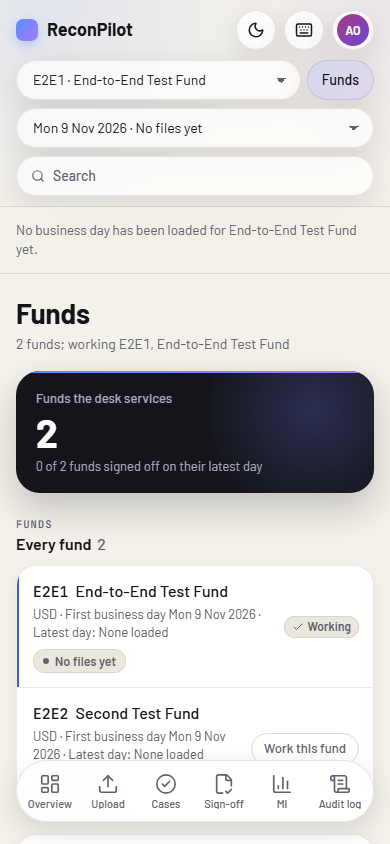 ReconPilot
AO
E2E1 · End-to-End Test Fund
Funds
Mon 9 Nov 2026 · No files yet
Search
No business day has been loaded for End-to-End Test Fund
yet.
Funds
2 funds; working E2E1, End-to-End Test Fund
Funds the desk services
2
0 of 2 funds signed off on their latest day
FUNDS
Every fund 2
E2E1 End-to-End Test Fund
USD · First business day Mon 9 Nov 2026 ·
Latest day: None loaded
Working
No files yet
E2E2 Second Test Fund
USD · First business day Mon 9 Nov
2026 · Latest day: None loaded
Work this fund
Overview
Upload
Cases
Sign-off
MI
Audit log